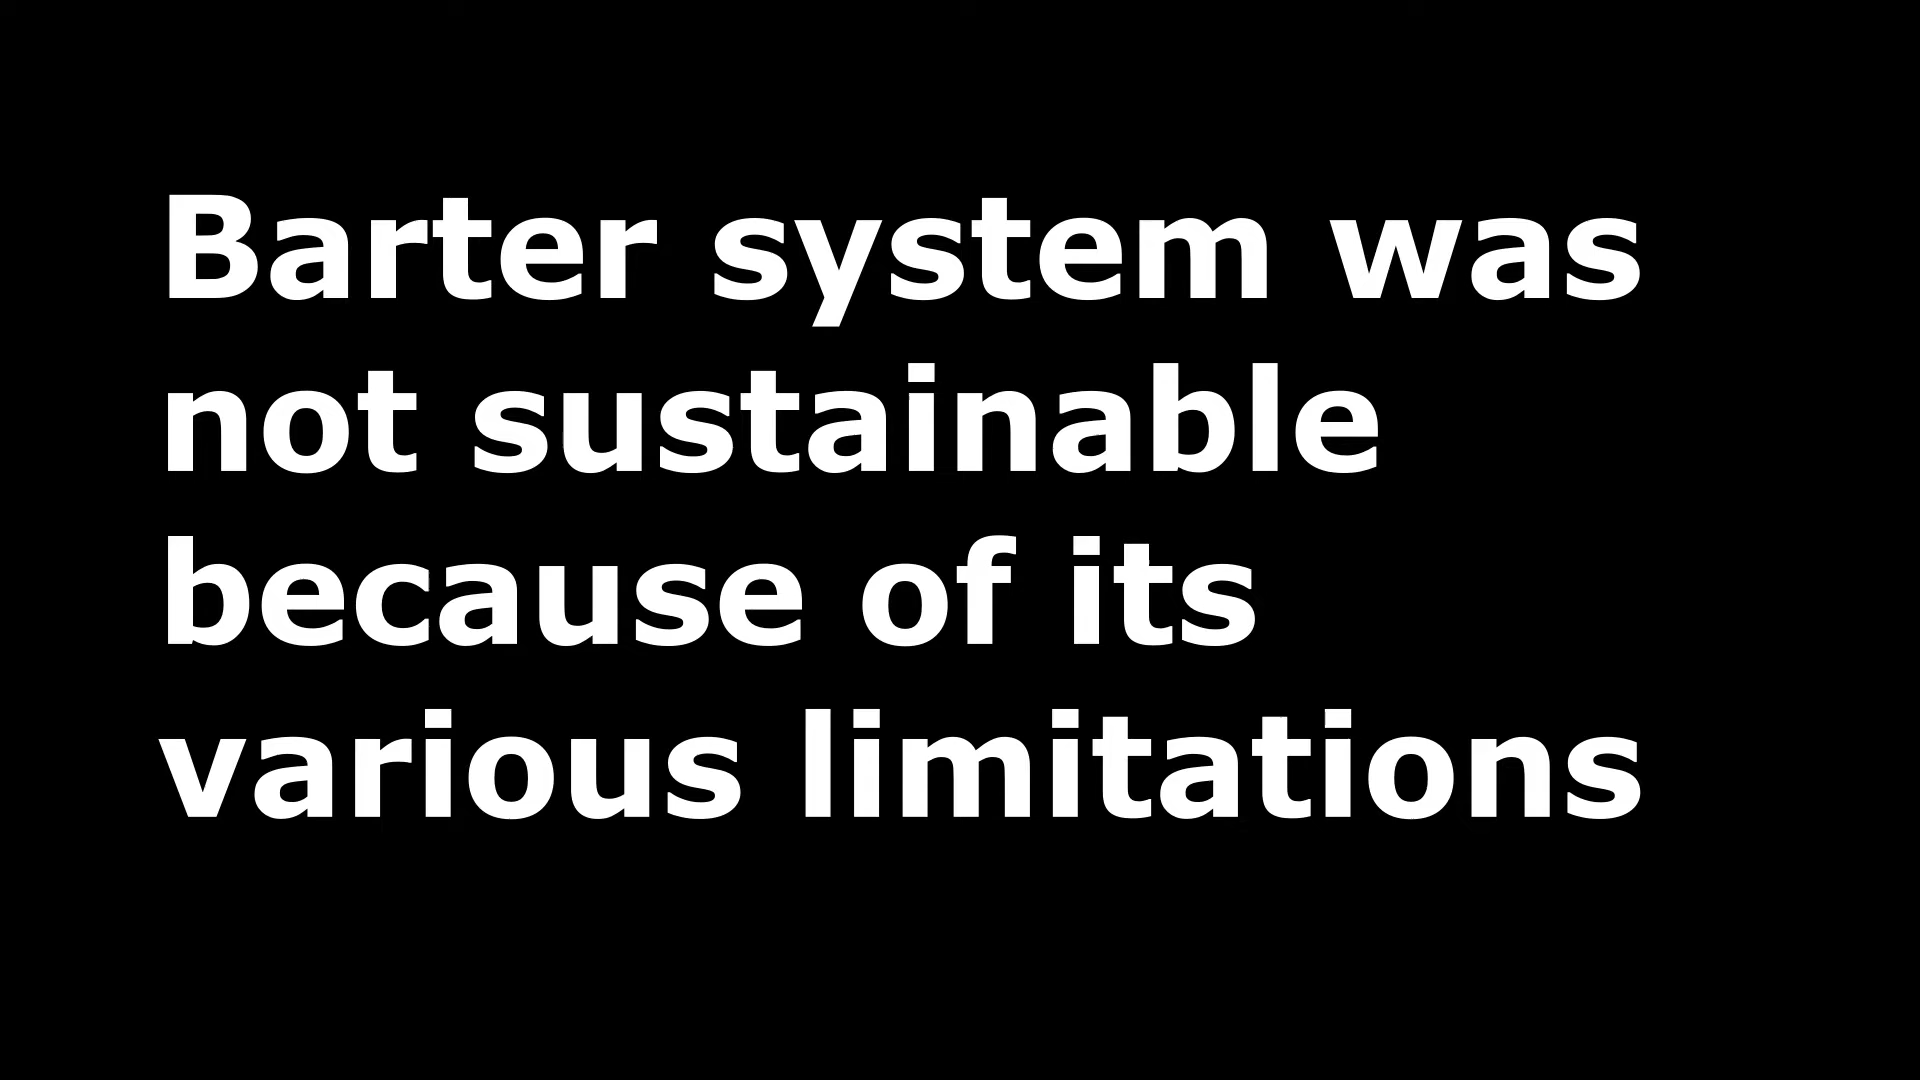 Barter system was
not sustainable
because of its
various limitations